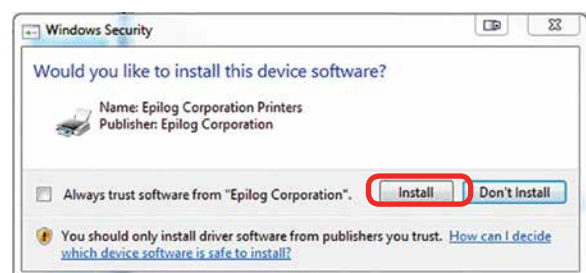 Windows Security
Would you like to install this device software?
Name: Epilog Corporation Printers
Publisher: Epilog Corporation
Always trust software from "Epilog Corporation". Install Don't Install
You should only install driver software from publishers you trust. How can I decide
which device software is safe to install?